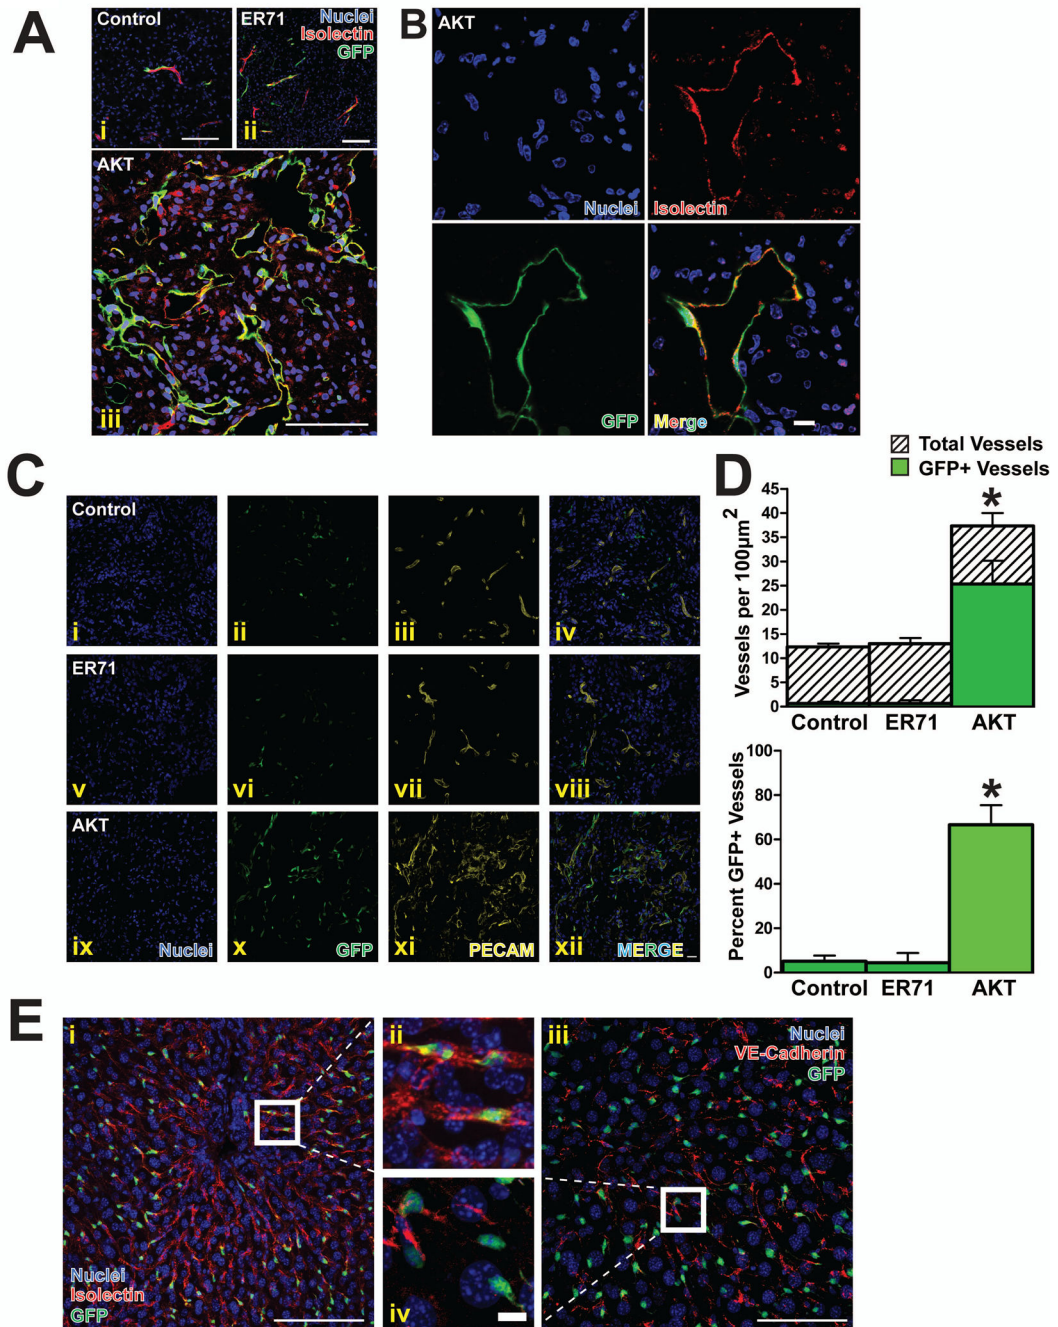 A
Control
i
ER71
Nuclei
Isolectin
GFP
ii
AKT
iii
B
AKT
Nuclei
Isolectin
GFP
Merge
C
Control
i
ii
iii
iv
ER71
v
vi
vii
viii
AKT
ix
Nuclei
x
GFP
xi
PECAM
xii
MERGE
D
Total Vessels
GFP+ Vessels
Vessels per 100µm²
45
40
35
30
25
20
15
10
5
0
*
Control ER71 AKT
Percent GFP+ Vessels
100
80
60
40
20
0
*
Control ER71 AKT
E
i
Nuclei
Isolectin
GFP
ii
iv
iii
Nuclei
VE-Cadherin
GFP